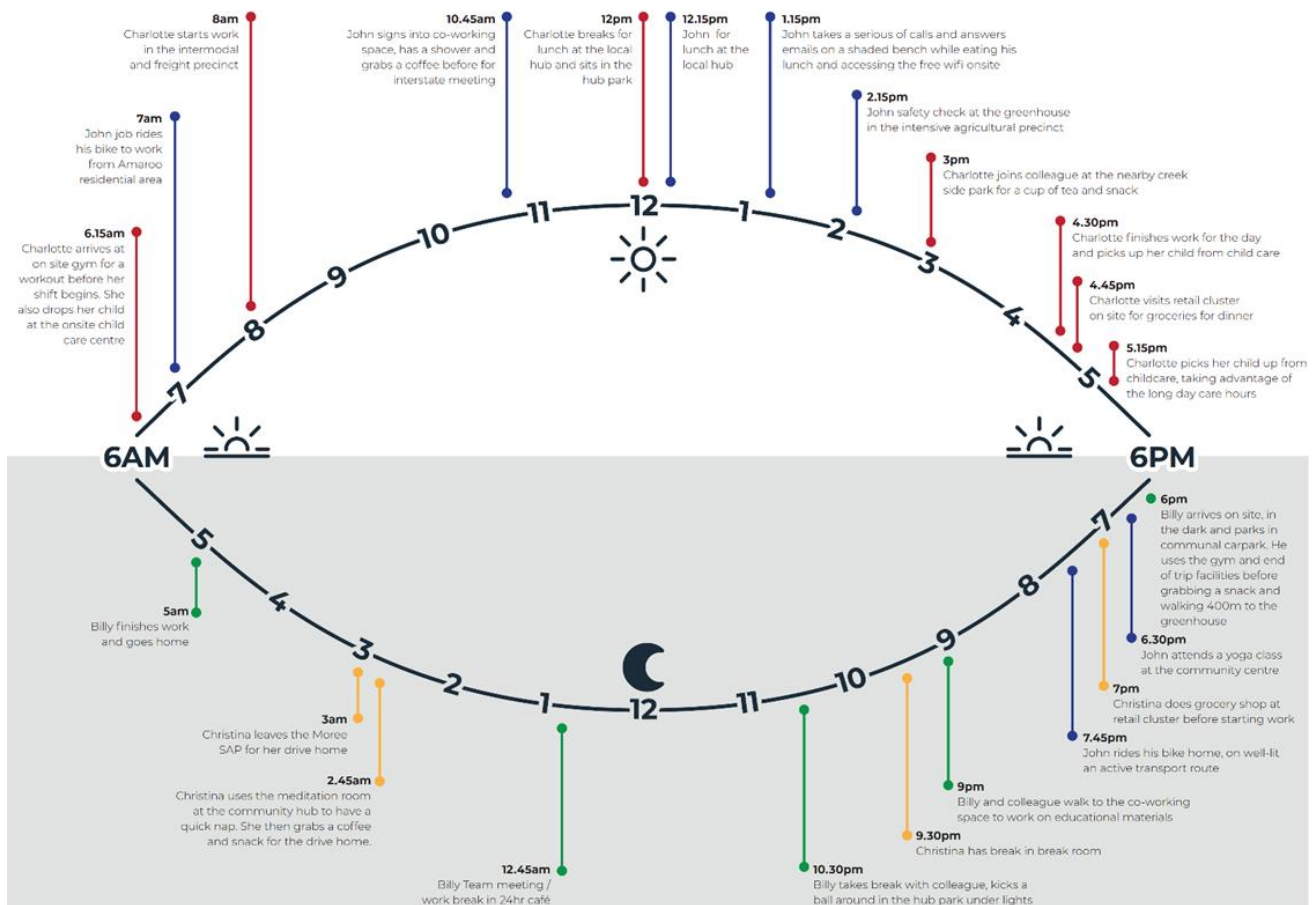 8am
Charlotte starts work
in the intermodal
and freight precinct
10.45am
John signs into co-working
space, has a shower and
grabs a coffee before for
interstate meeting
12pm
Charlotte breaks for
lunch at the local
hub and sits in the
hub park
12.15pm
John for
lunch at the
local hub
1.15pm
John takes a serious of calls and answers
emails on a shaded bench while eating his
lunch and accessing the free wifi onsite
2.15pm
John safety check at the greenhouse
in the intensive agricultural precinct
7am
John job rides
his bike to work
from Amaroo
residential area
3pm
Charlotte joins colleague at the nearby creek
side park for a cup of tea and snack
6.15am
Charlotte arrives at
on site gym for a
workout before her
shift begins. She
also drops her child
at the onsite child
care centre
4.30pm
Charlotte finishes work for the day
and picks up her child from child care
4.45pm
Charlotte visits retail cluster
on site for groceries for dinner
5.15pm
Charlotte picks her child up from
childcare, taking advantage of
the long day care hours
6AM
7
8
9
10
11
12
1
2
3
4
5
6PM
7
8
9
10
11
12
1
2
3
4
5
6pm
Billy arrives on site, in
the dark and parks in
communal carpark. He
uses the gym and end
of trip facilities before
grabbing a snack and
walking 400m to the
greenhouse
6.30pm
John attends a yoga class
at the community centre
7pm
Christina does grocery shop at
retail cluster before starting work
7.45pm
John rides his bike home, on well-lit
an active transport route
9pm
Billy and colleague walk to the co-working
space to work on educational materials
9.30pm
Christina has break in break room
10.30pm
Billy takes break with colleague, kicks a
ball around in the hub park under lights
12.45am
Billy Team meeting /
work break in 24hr café
2.45am
Christina uses the meditation room
at the community hub to have a
quick nap. She then grabs a coffee
and snack for the drive home.
3am
Christina leaves the Moree
SAP for her drive home
5am
Billy finishes work
and goes home